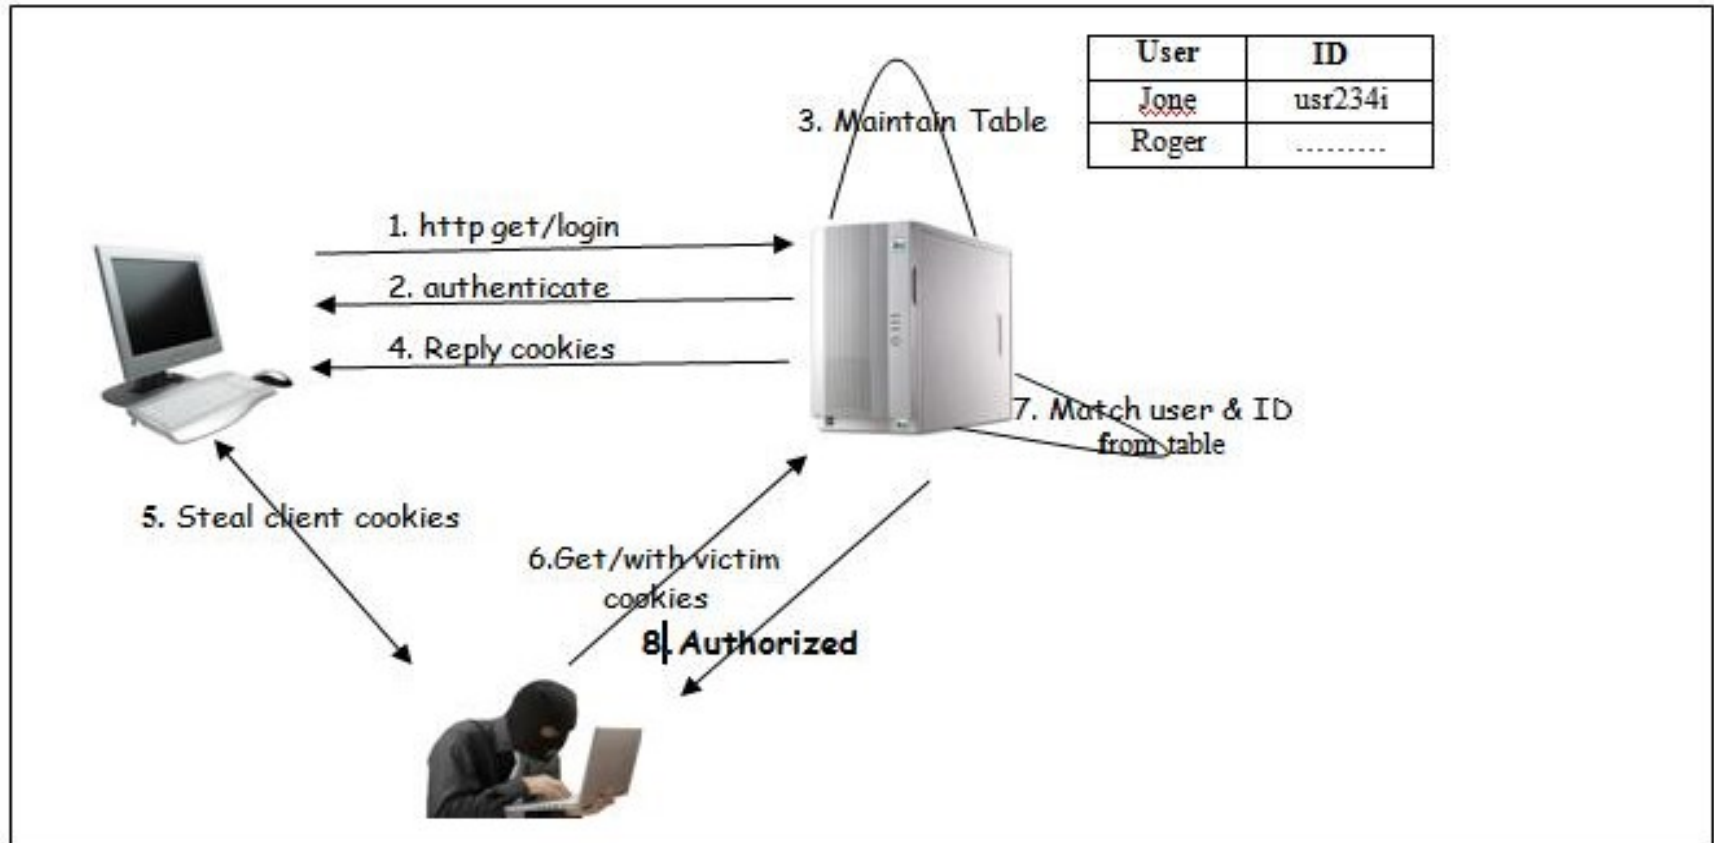 User ID
3. Maintain Table
Jone usr234i
Roger .........
1. http get/login
2. authenticate
4. Reply cookies
7. Match user & ID
from table
5. Steal client cookies
6.Get/with victim
cookies
8. Authorized